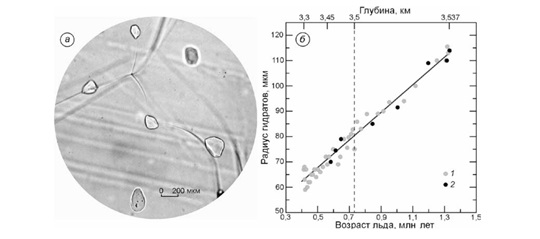 а
0 200 мкм
Глубина, км
3,3 3,45 3,5 3,537
б
Радиус гидратов, мкм
120
110
100
90
80
70
60
50
0,3 0,5 0,7 0,9 1,1 1,3 1,5
Возраст льда, млн лет
1
2